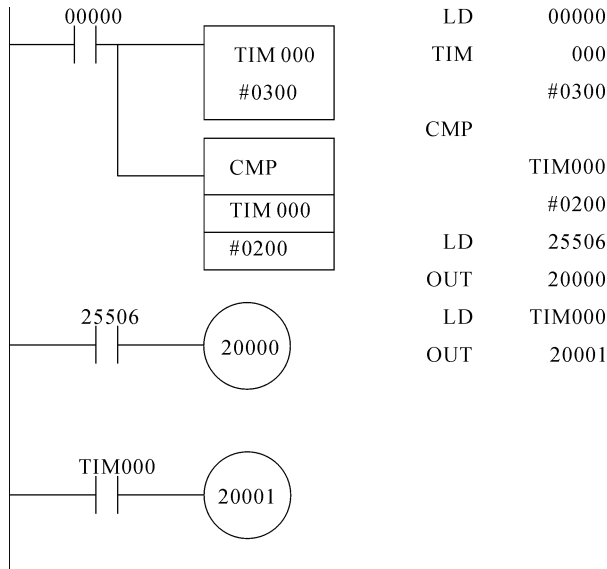 00000
TIM 000
#0300
CMP
TIM 000
#0200
25506
20000
TIM000
20001
LD 00000
TIM 000
#0300
CMP
TIM000
#0200
LD 25506
OUT 20000
LD TIM000
OUT 20001